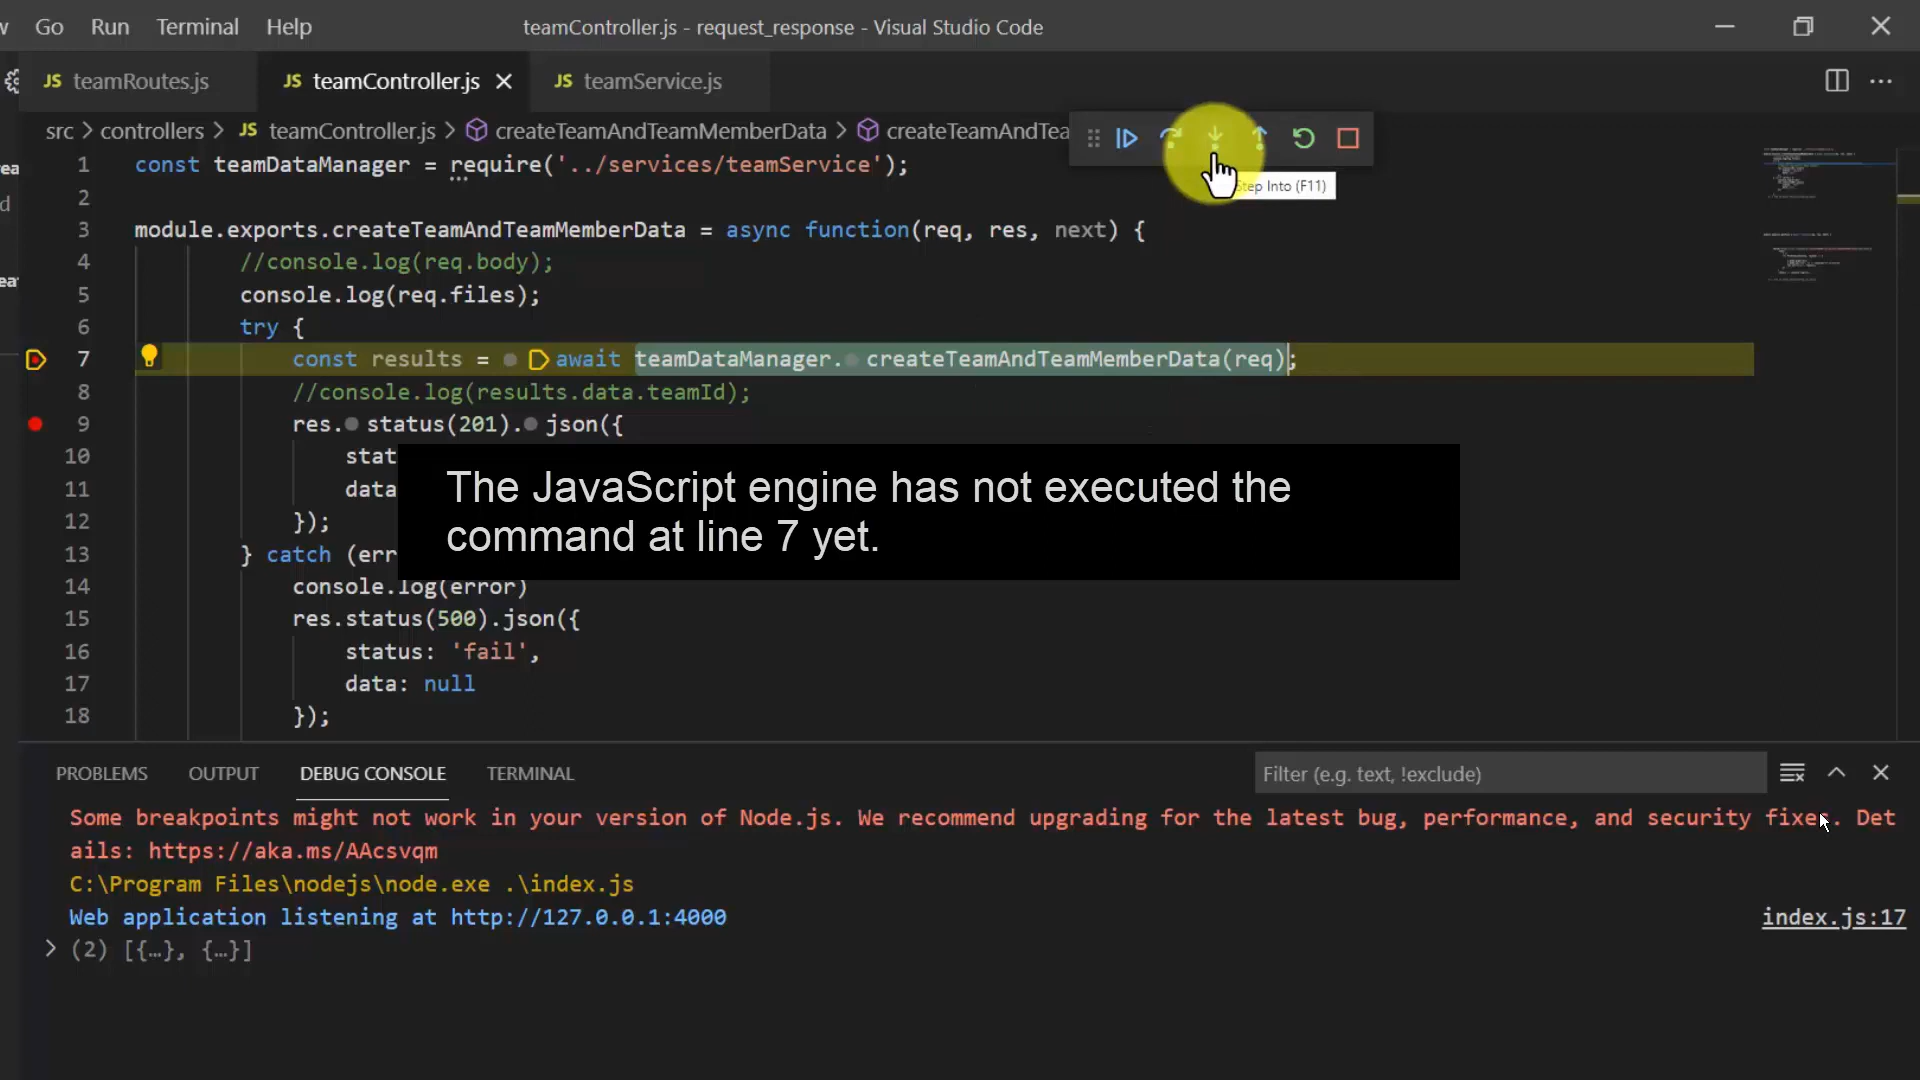 Go Run Terminal Help teamController.js - request_response - Visual Studio Code
JS teamRoutes.js JS teamController.js JS teamService.js
src > controllers > JS teamController.js > createTeamAndTeamMemberData >
1 const teamDataManager = require('../services/teamService');
Step Into (F11)
2
3 module.exports.createTeamAndTeamMemberData = async function(req, res, next) {
4 //console.log(req.body);
5 console.log(req.files);
6 try {
7 const results = await teamDataManager.createTeamAndTeamMemberData(req);
8 //console.log(results.data.teamId);
9 res.status(201).json({
10 stat
11 data
The JavaScript engine has not executed the
command at line 7 yet.
12 });
13 } catch (err
14 console.log(error)
15 res.status(500).json({
16 status: 'fail',
17 data: null
18 });
PROBLEMS OUTPUT DEBUG CONSOLE TERMINAL Filter (e.g. text, !exclude)
Some breakpoints might not work in your version of Node.js. We recommend upgrading for the latest bug, performance, and security fixes. Det
ails: https://aka.ms/AAcsvqm
C:\Program Files\nodejs\node.exe .\index.js
Web application listening at http://127.0.0.1:4000 index.js:17
> (2) [{…}, {…}]